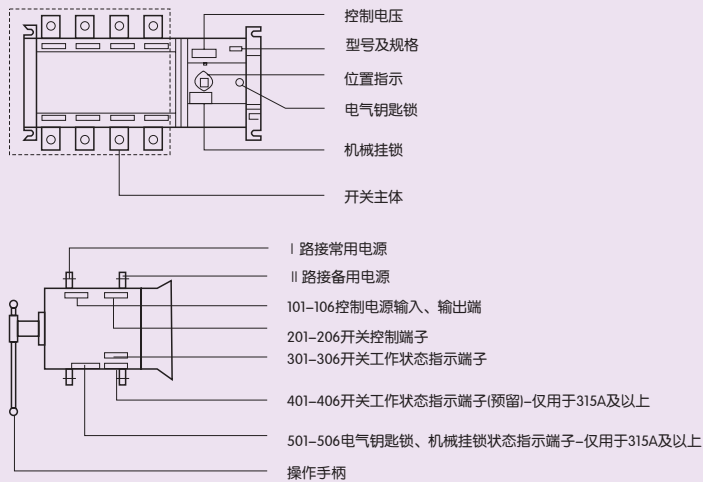 控制电压
型号及规格
位置指示
电气钥匙锁
机械挂锁
开关主体
Ⅰ路接常用电源
Ⅱ路接备用电源
101–106控制电源输入、输出端
201–206开关控制端子
301–306开关工作状态指示端子
401–406开关工作状态指示端子(预留)–仅用于315A及以上
501–506电气钥匙锁、机械挂锁状态指示端子–仅用于315A及以上
操作手柄